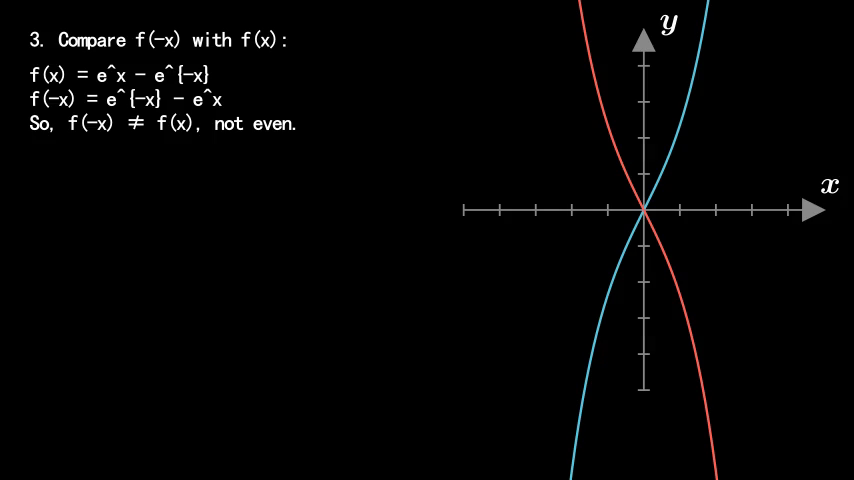 3. Compare f(-x) with f(x):
f(x) = e^x - e^{-x}
f(-x) = e^{-x} - e^x
So, f(-x) ≠ f(x), not even.
y
x